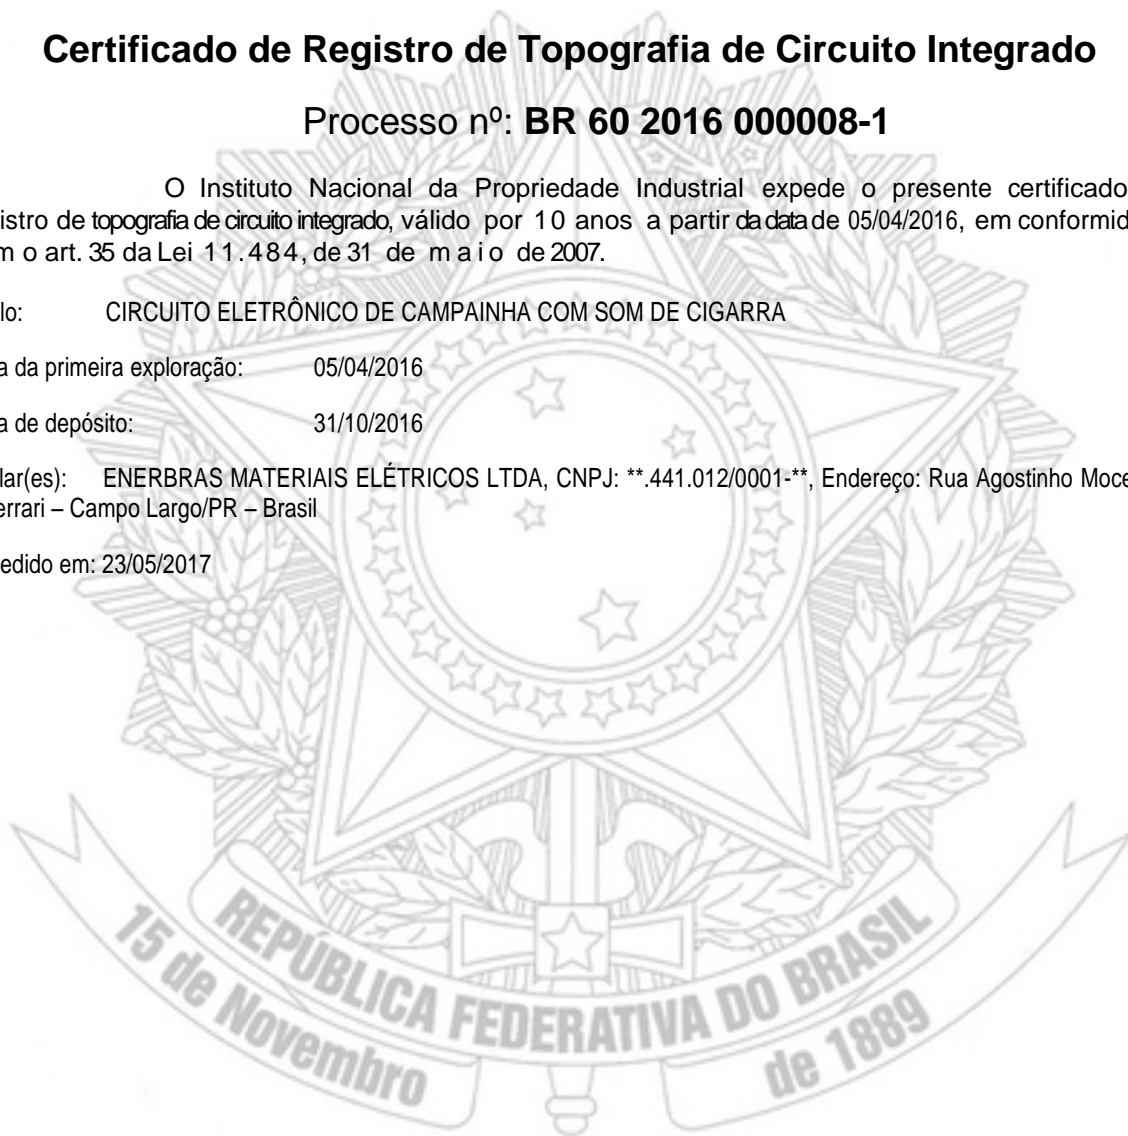 Certificado de Registro de Topografia de Circuito Integrado
Processo nº: BR 60 2016 000008-1
O Instituto Nacional da Propriedade Industrial expede o presente certificado
istro de topografia de circuito integrado, válido por 10 anos a partir da data de 05/04/2016, em conformid
m o art. 35 da Lei 11.484, de 31 de maio de 2007.
lo: CIRCUITO ELETRÔNICO DE CAMPAINHA COM SOM DE CIGARRA
a da primeira exploração: 05/04/2016
a de depósito: 31/10/2016
lar(es): ENERBRAS MATERIAIS ELÉTRICOS LTDA, CNPJ: **.441.012/0001-**, Endereço: Rua Agostinho Moce
errari – Campo Largo/PR – Brasil
edido em: 23/05/2017
REPÚBLICA FEDERATIVA DO BRASIL
15 de Novembro de 1889